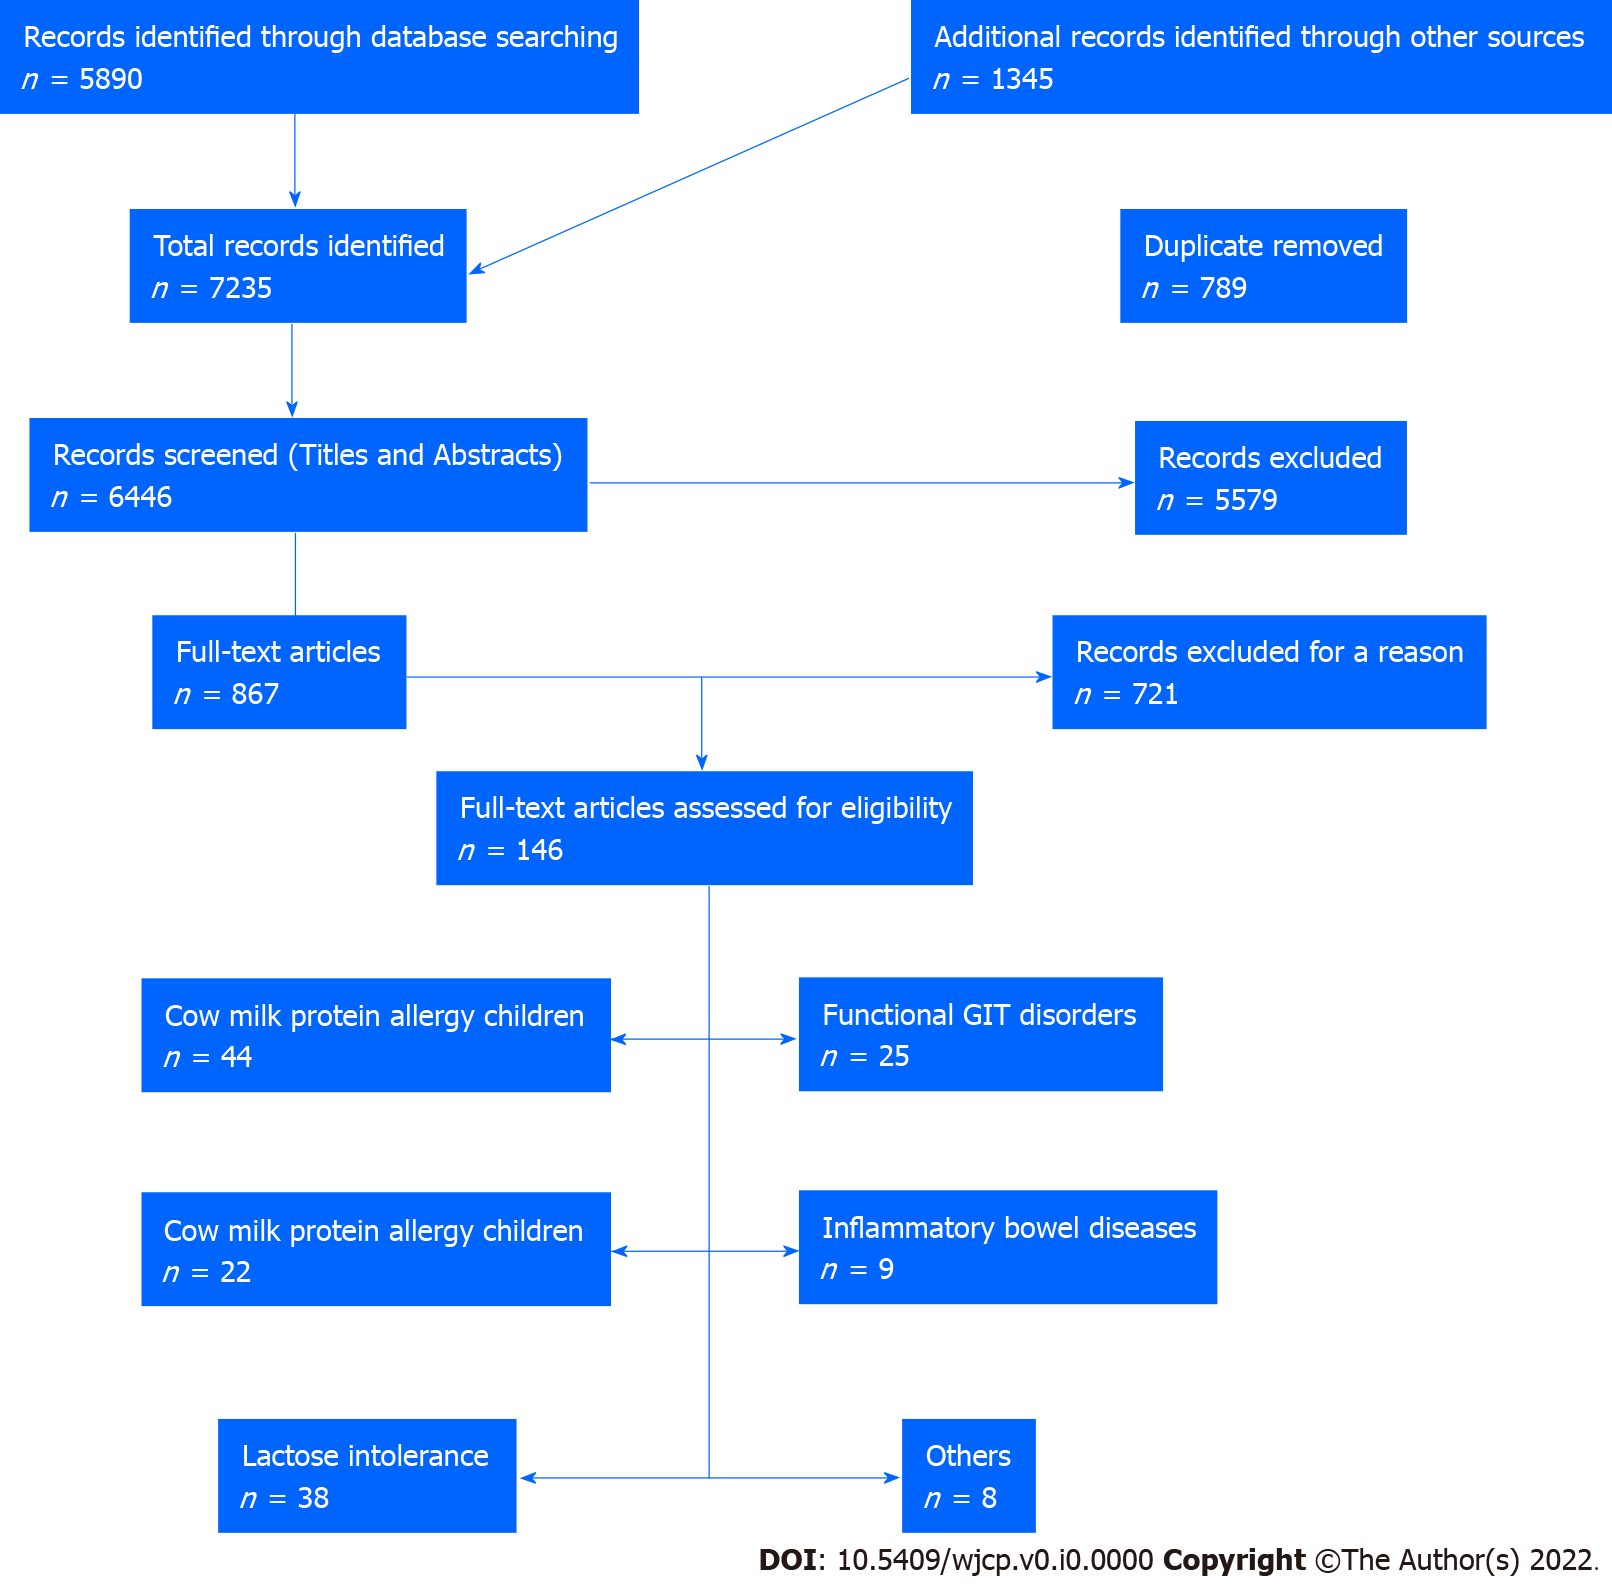 Records identified through database searching
n = 5890
Additional records identified through other sources
n = 1345
Total records identified
n = 7235
Duplicate removed
n = 789
Records screened (Titles and Abstracts)
n = 6446
Records excluded
n = 5579
Full-text articles
n = 867
Records excluded for a reason
n = 721
Full-text articles assessed for eligibility
n = 146
Cow milk protein allergy children
n = 44
Functional GIT disorders
n = 25
Cow milk protein allergy children
n = 22
Inflammatory bowel diseases
n = 9
Lactose intolerance
n = 38
Others
n = 8
DOI: 10.5409/wjcp.v0.i0.0000 Copyright ©The Author(s) 2022.